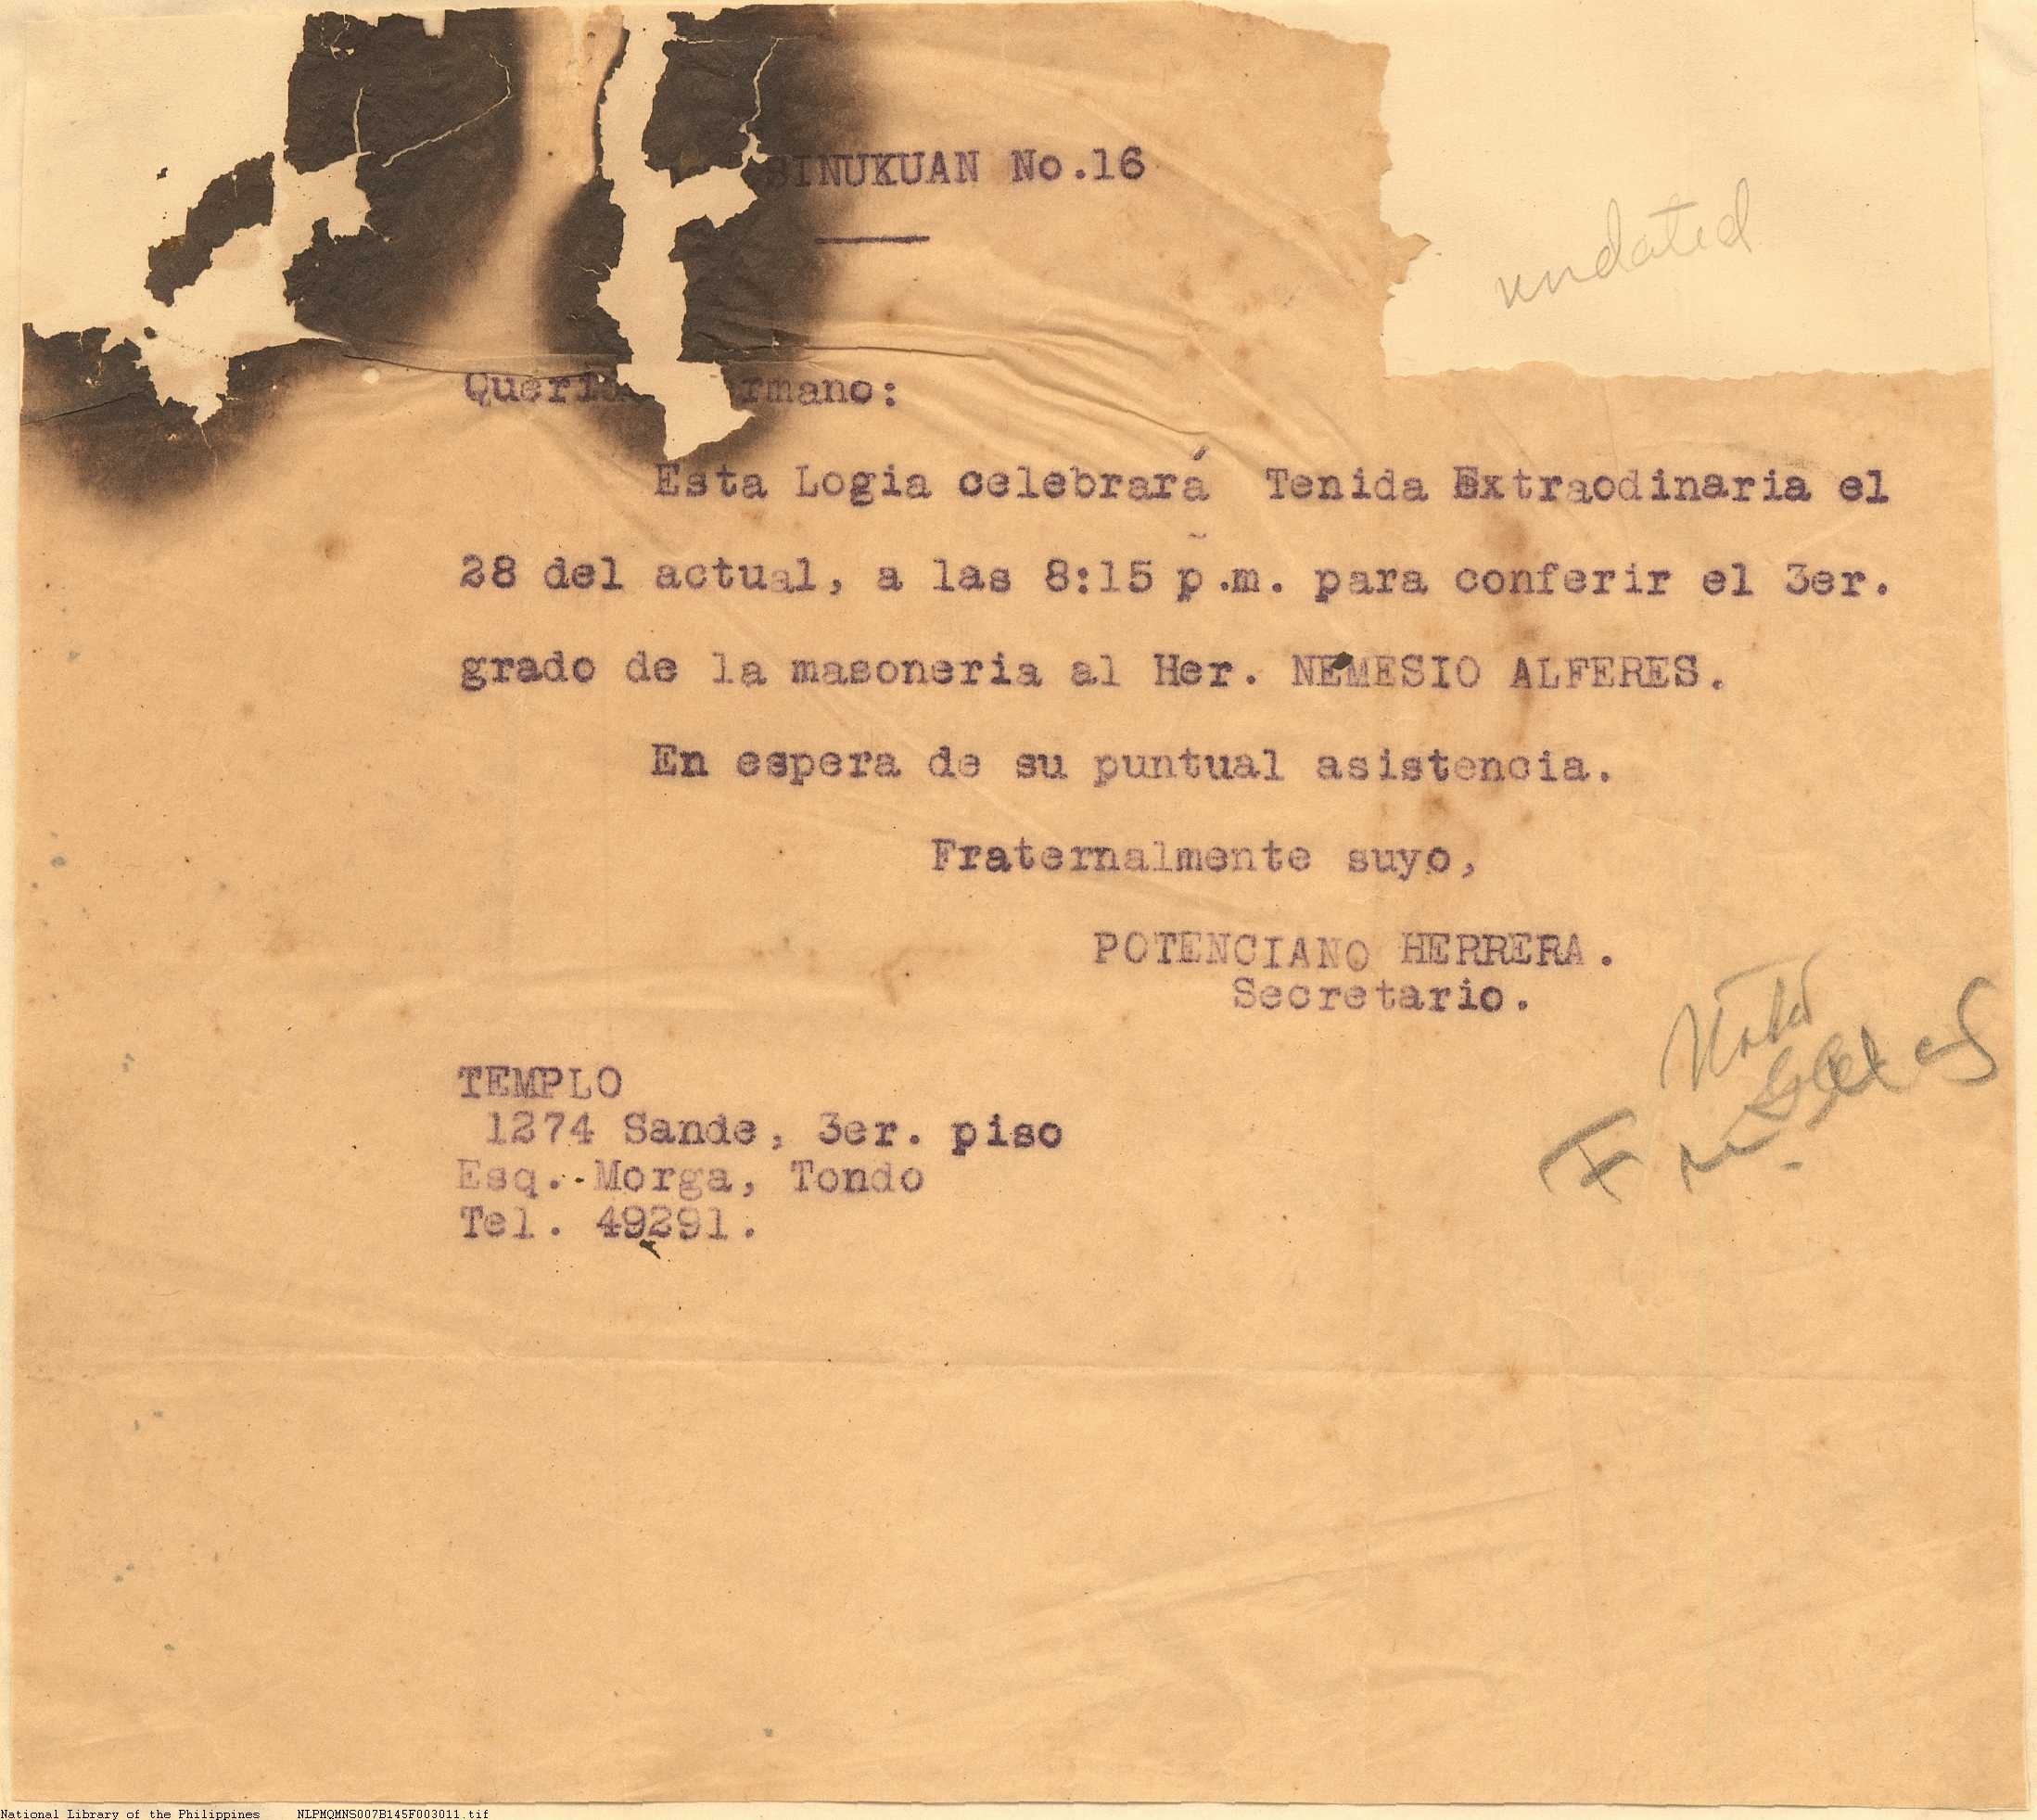 SINUKUAN No.16
undated
Querido ermano:
Esta Logia celebrará Tenida Extraodinaria el
28 del actual, a las 8:15 p.m. para conferir el 3er.
grado de la masoneria al Her. NEMESIO ALFERES.
En espera de su puntual asistencia.
Fraternalmente suyo,
POTENCIANO HERRERA.
Secretario.
TEMPLO
1274 Sande, 3er. piso
Esq. Morga, Tondo
Tel. 49291.
National Library of the Philippines NLPMQMNS007B145F003011.tif